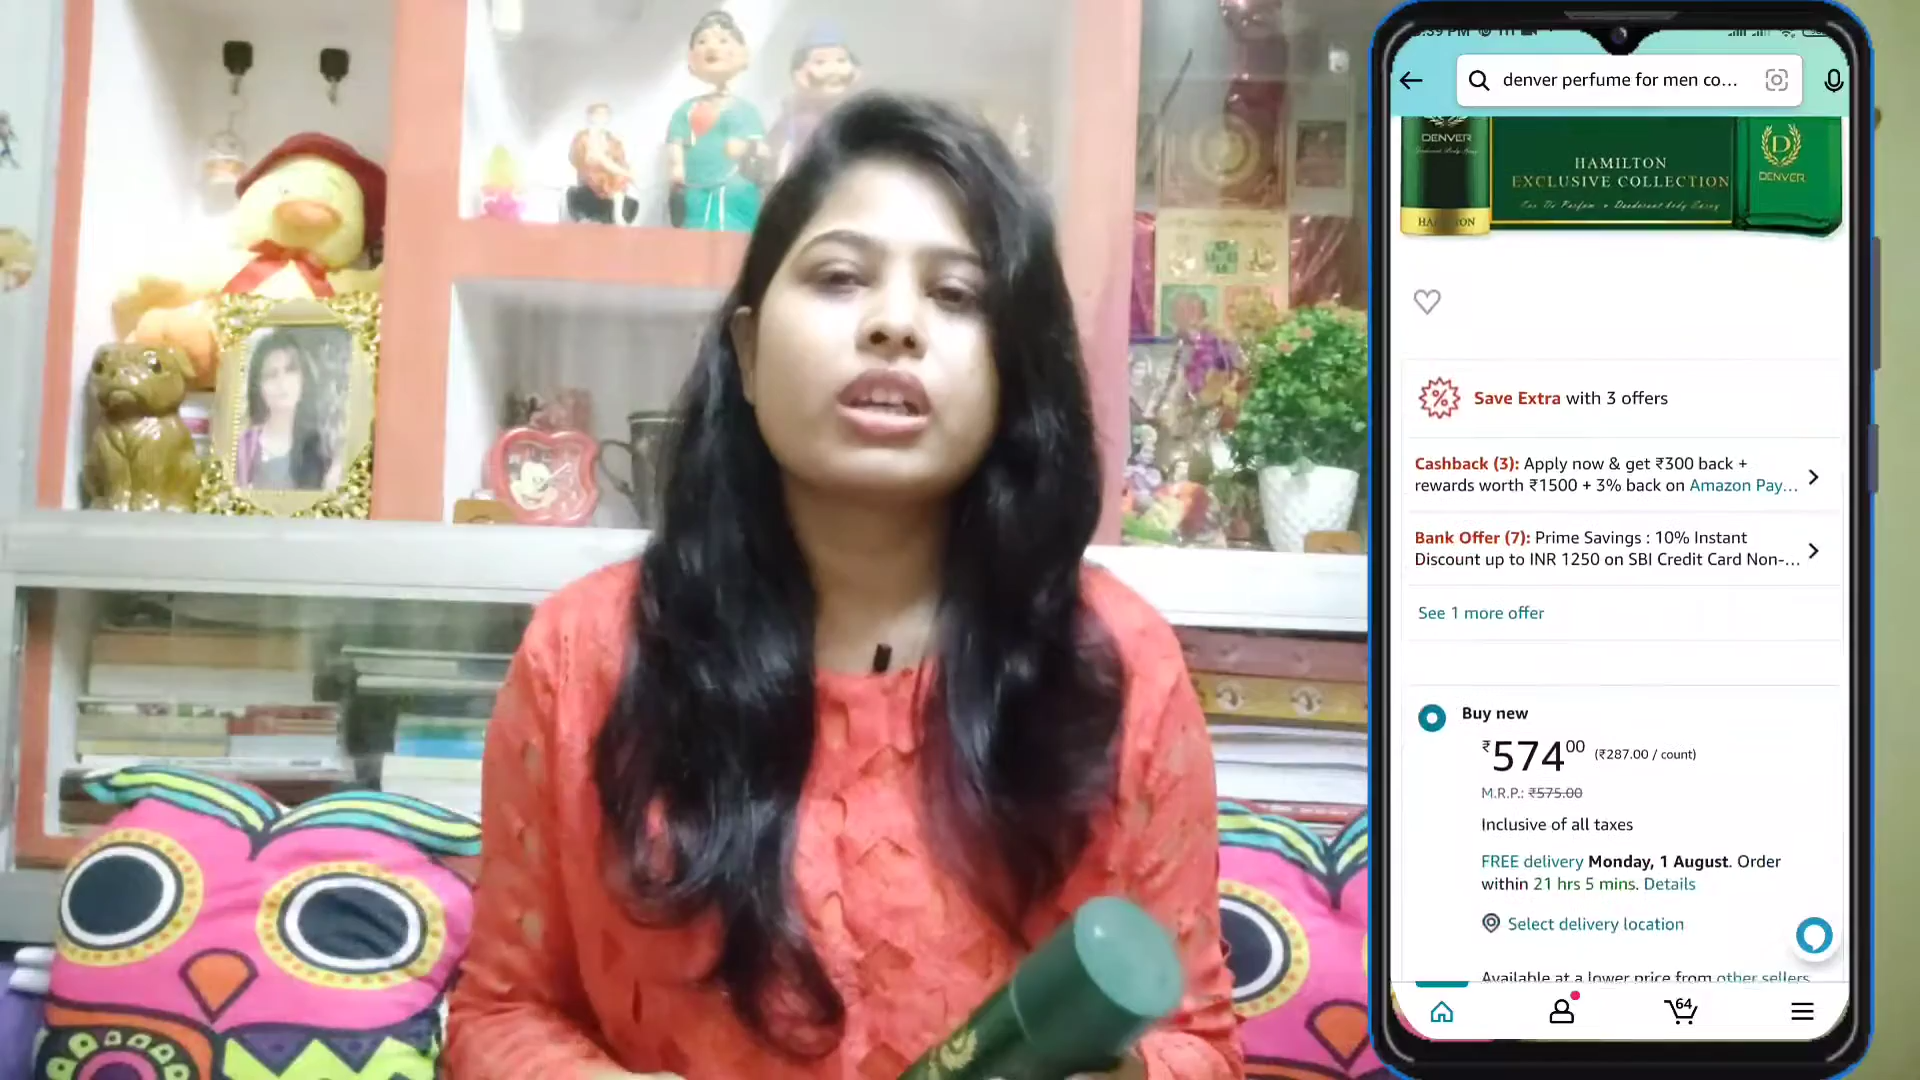 denver perfume for men co...
DENVER
HAMILTON
EXCLUSIVE COLLECTION
DENVER
Save Extra with 3 offers
Cashback (3): Apply now & get ₹300 back +
rewards worth ₹1500 + 3% back on Amazon Pay...
Bank Offer (7): Prime Savings : 10% Instant
Discount up to INR 1250 on SBI Credit Card Non-...
See 1 more offer
Buy new
₹57400 (₹287.00 / count)
M.R.P.: ₹575.00
Inclusive of all taxes
FREE delivery Monday, 1 August. Order
within 21 hrs 5 mins. Details
Select delivery location
Available at a lower price from other sellers
64